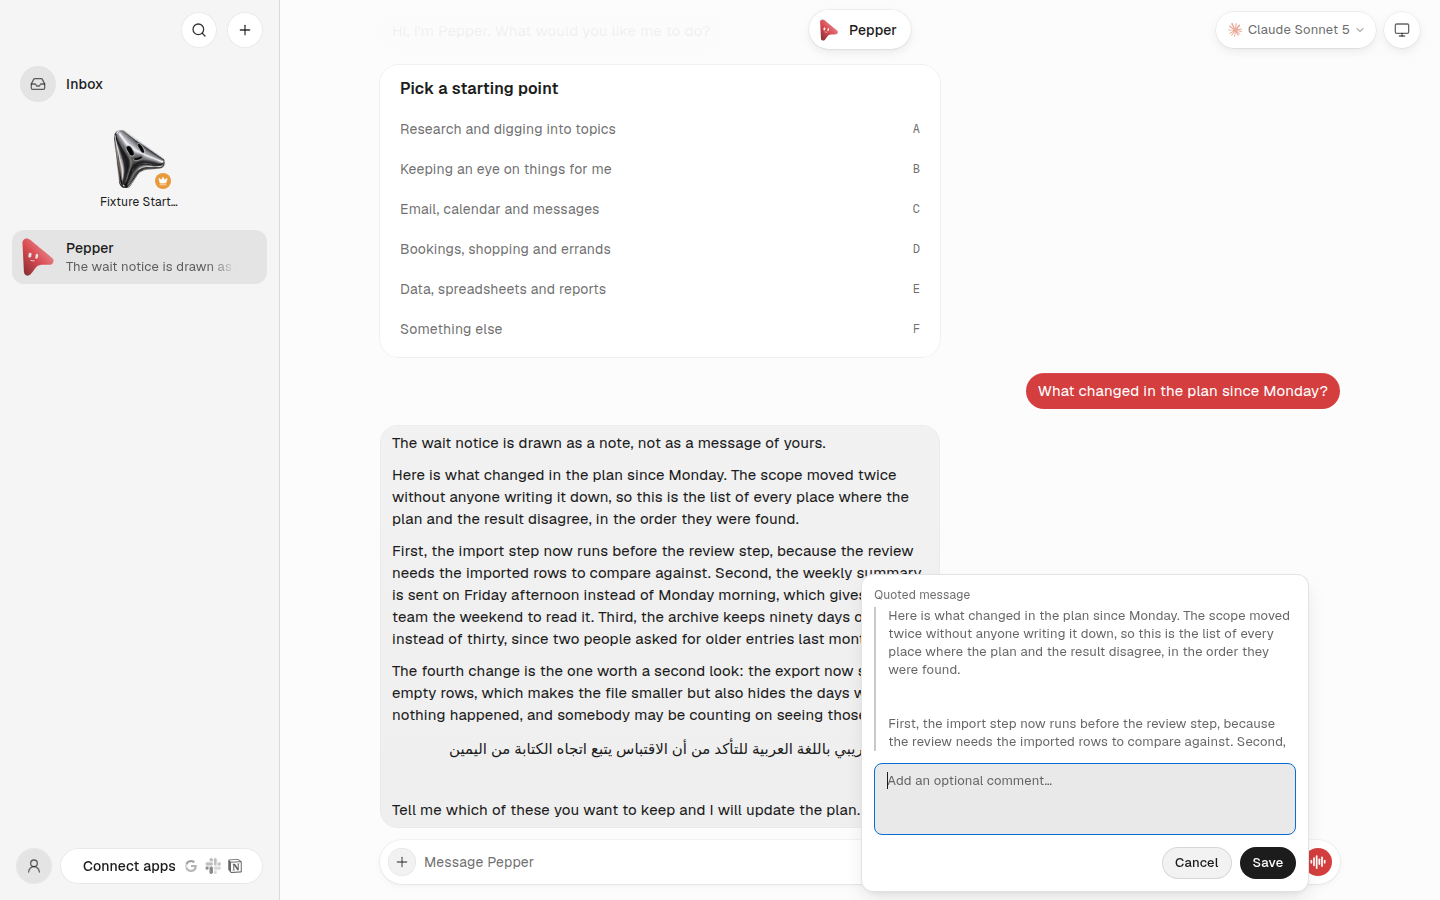 Inbox
Fixture Start…
Pepper
The wait notice is drawn as
Connect apps
Hi, I'm Pepper. What would you like me to do?
Pepper
Claude Sonnet 5
Pick a starting point
Research and digging into topics A
Keeping an eye on things for me B
Email, calendar and messages C
Bookings, shopping and errands D
Data, spreadsheets and reports E
Something else F
What changed in the plan since Monday?
The wait notice is drawn as a note, not as a message of yours.
Here is what changed in the plan since Monday. The scope moved twice
without anyone writing it down, so this is the list of every place where the
plan and the result disagree, in the order they were found.
First, the import step now runs before the review step, because the review
needs the imported rows to compare against. Second, the weekly summary
is sent on Friday afternoon instead of Monday morning, which gives
team the weekend to read it. Third, the archive keeps ninety days
instead of thirty, since two people asked for older entries last
The fourth change is the one worth a second look: the export now
empty rows, which makes the file smaller but also hides the days
nothing happened, and somebody may be counting on seeing
باللغة العربية للتأكد من أن الاقتباس يتبع اتجاه الكتابة من اليمين
Tell me which of these you want to keep and I will update the plan.
Message Pepper
Quoted message
Here is what changed in the plan since Monday. The scope moved
twice without anyone writing it down, so this is the list of every
place where the plan and the result disagree, in the order they
were found.
First, the import step now runs before the review step, because
the review needs the imported rows to compare against. Second,
Add an optional comment…
Cancel
Save